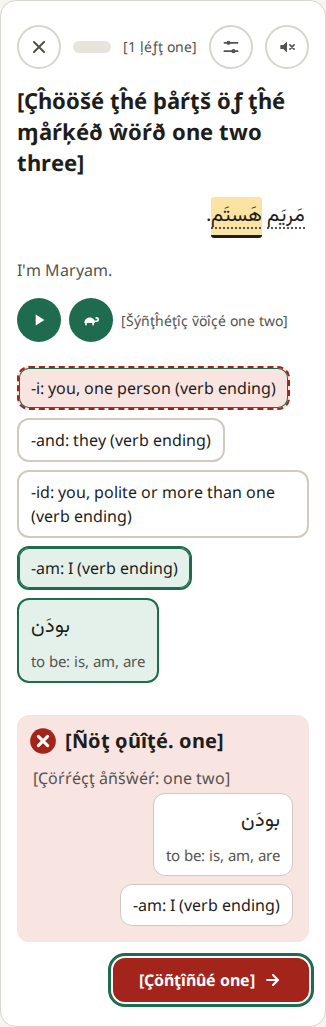 [1 ļéƒţ one]
[Çĥöõšé ţĥé þåŕţš öƒ ţĥé
ɱåŕķéð ŵöŕð one two
three]
مَریَم هَستَم.
I'm Maryam.
[Šýñţĥéţîç ṽöîçé one two]
-i: you, one person (verb ending)
-and: they (verb ending)
-id: you, polite or more than one
(verb ending)
-am: I (verb ending)
بودَن
to be: is, am, are
[Ñöţ ǫûîţé. one]
[Çöŕŕéçţ åñšŵéŕ: one two]
بودَن
to be: is, am, are
-am: I (verb ending)
[Çöñţîñûé one]